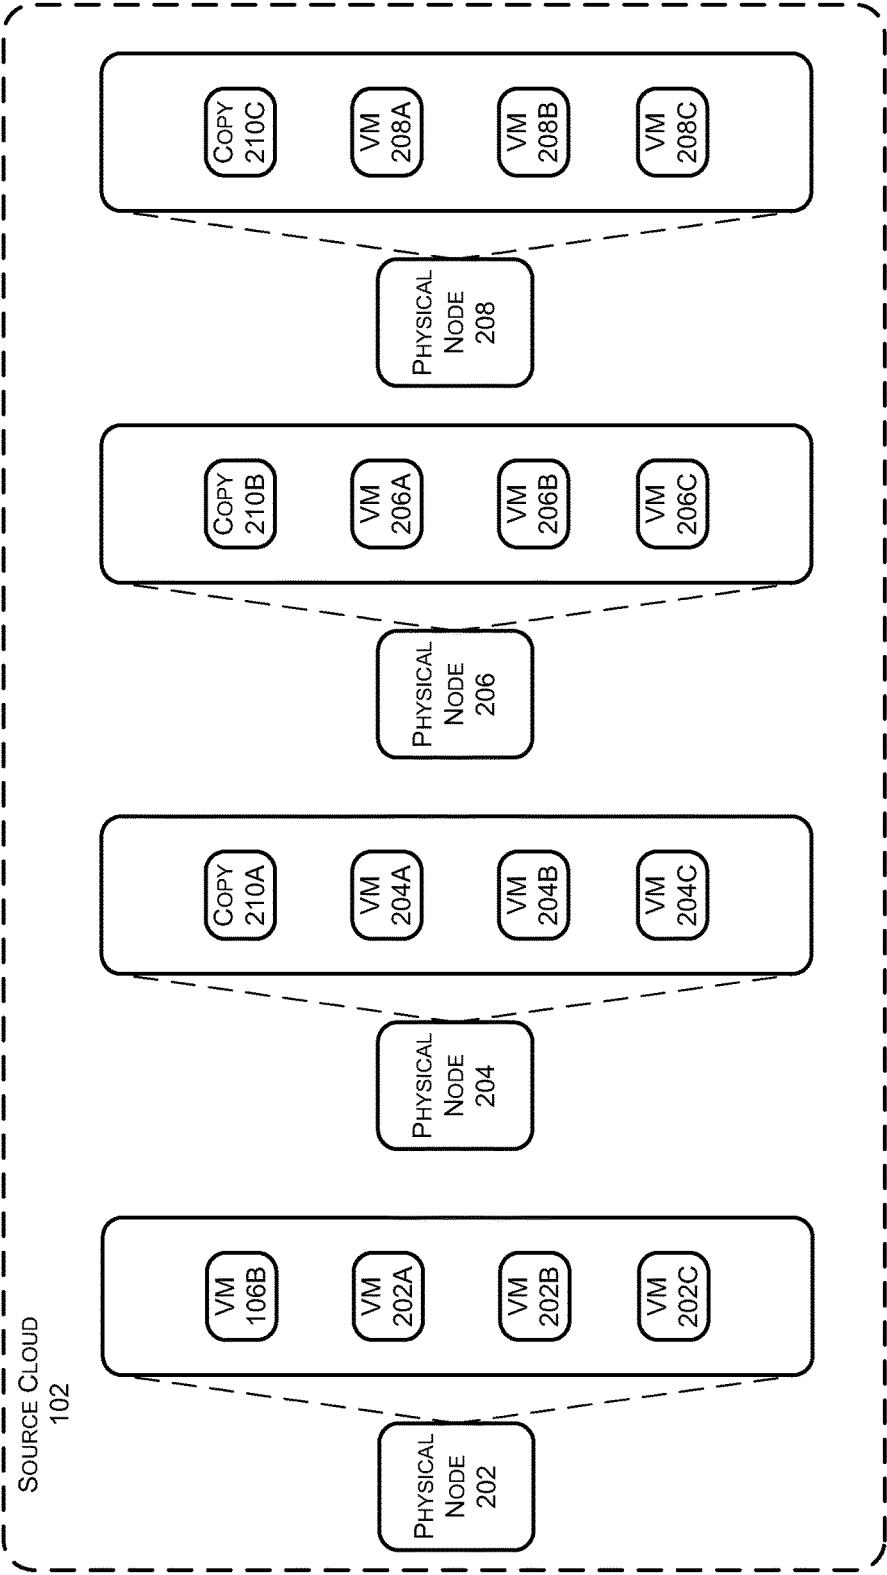 SOURCE CLOUD
102
PHYSICAL
NODE
202
VM
106B
VM
202A
VM
202B
VM
202C
PHYSICAL
NODE
204
COPY
210A
VM
204A
VM
204B
VM
204C
PHYSICAL
NODE
206
COPY
210B
VM
206A
VM
206B
VM
206C
PHYSICAL
NODE
208
COPY
210C
VM
208A
VM
208B
VM
208C